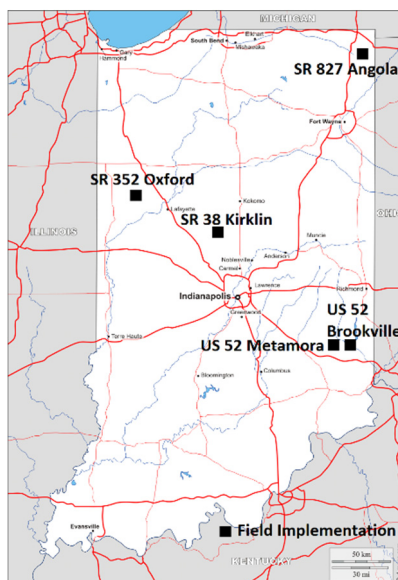 MICHIGAN
Elkhart
South Bend
Mishawaka
Gary
Hammond
SR 827 Angola
Fort Wayne
SR 352 Oxford
ILLINOIS
Lafayette
Kokomo
SR 38 Kirklin
Muncie
Anderson
Noblesville
Carmel
Lawrence
Richmond
Indianapolis
Greenwood
US 52
Brookville
Terre Haute
US 52 Metamora
Bloomington
Columbus
Evansville
Field Implementation
KENTUCKY
50 km
30 mi